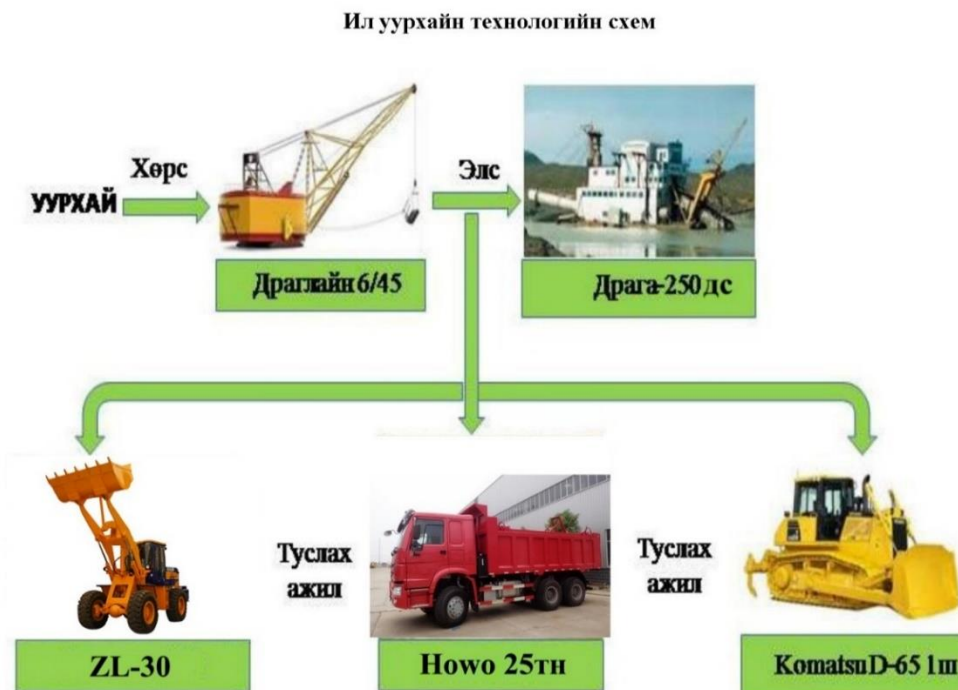 Ил уурхайн технологийн схем
УУРХАЙ
Хөрс
Элс
Драглайн 6/45
Драга-250 дс
Туслах
ажил
Туслах
ажил
ZL-30
Howo 25тн
Komatsu D-65 1ш